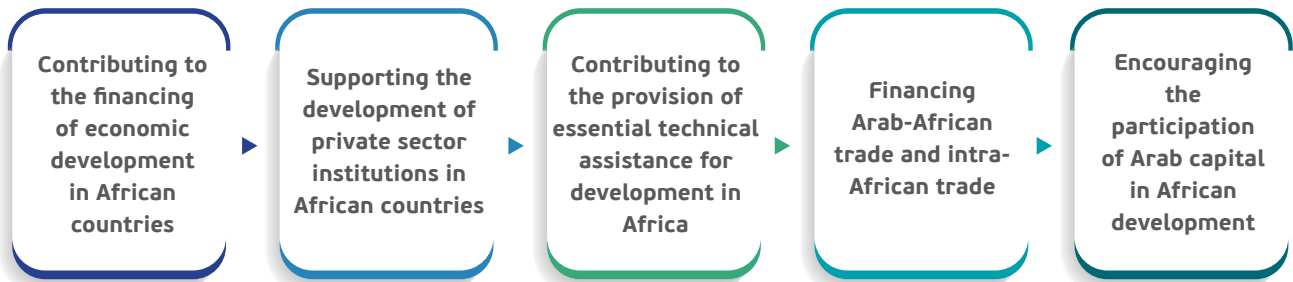 Contributing to
the financing
of economic
development
in African
countries
Supporting the
development of
private sector
institutions in
African countries
Contributing to
the provision of
essential technical
assistance for
development in
Africa
Financing
Arab-African
trade and intra-
African trade
Encouraging
the
participation
of Arab capital
in African
development